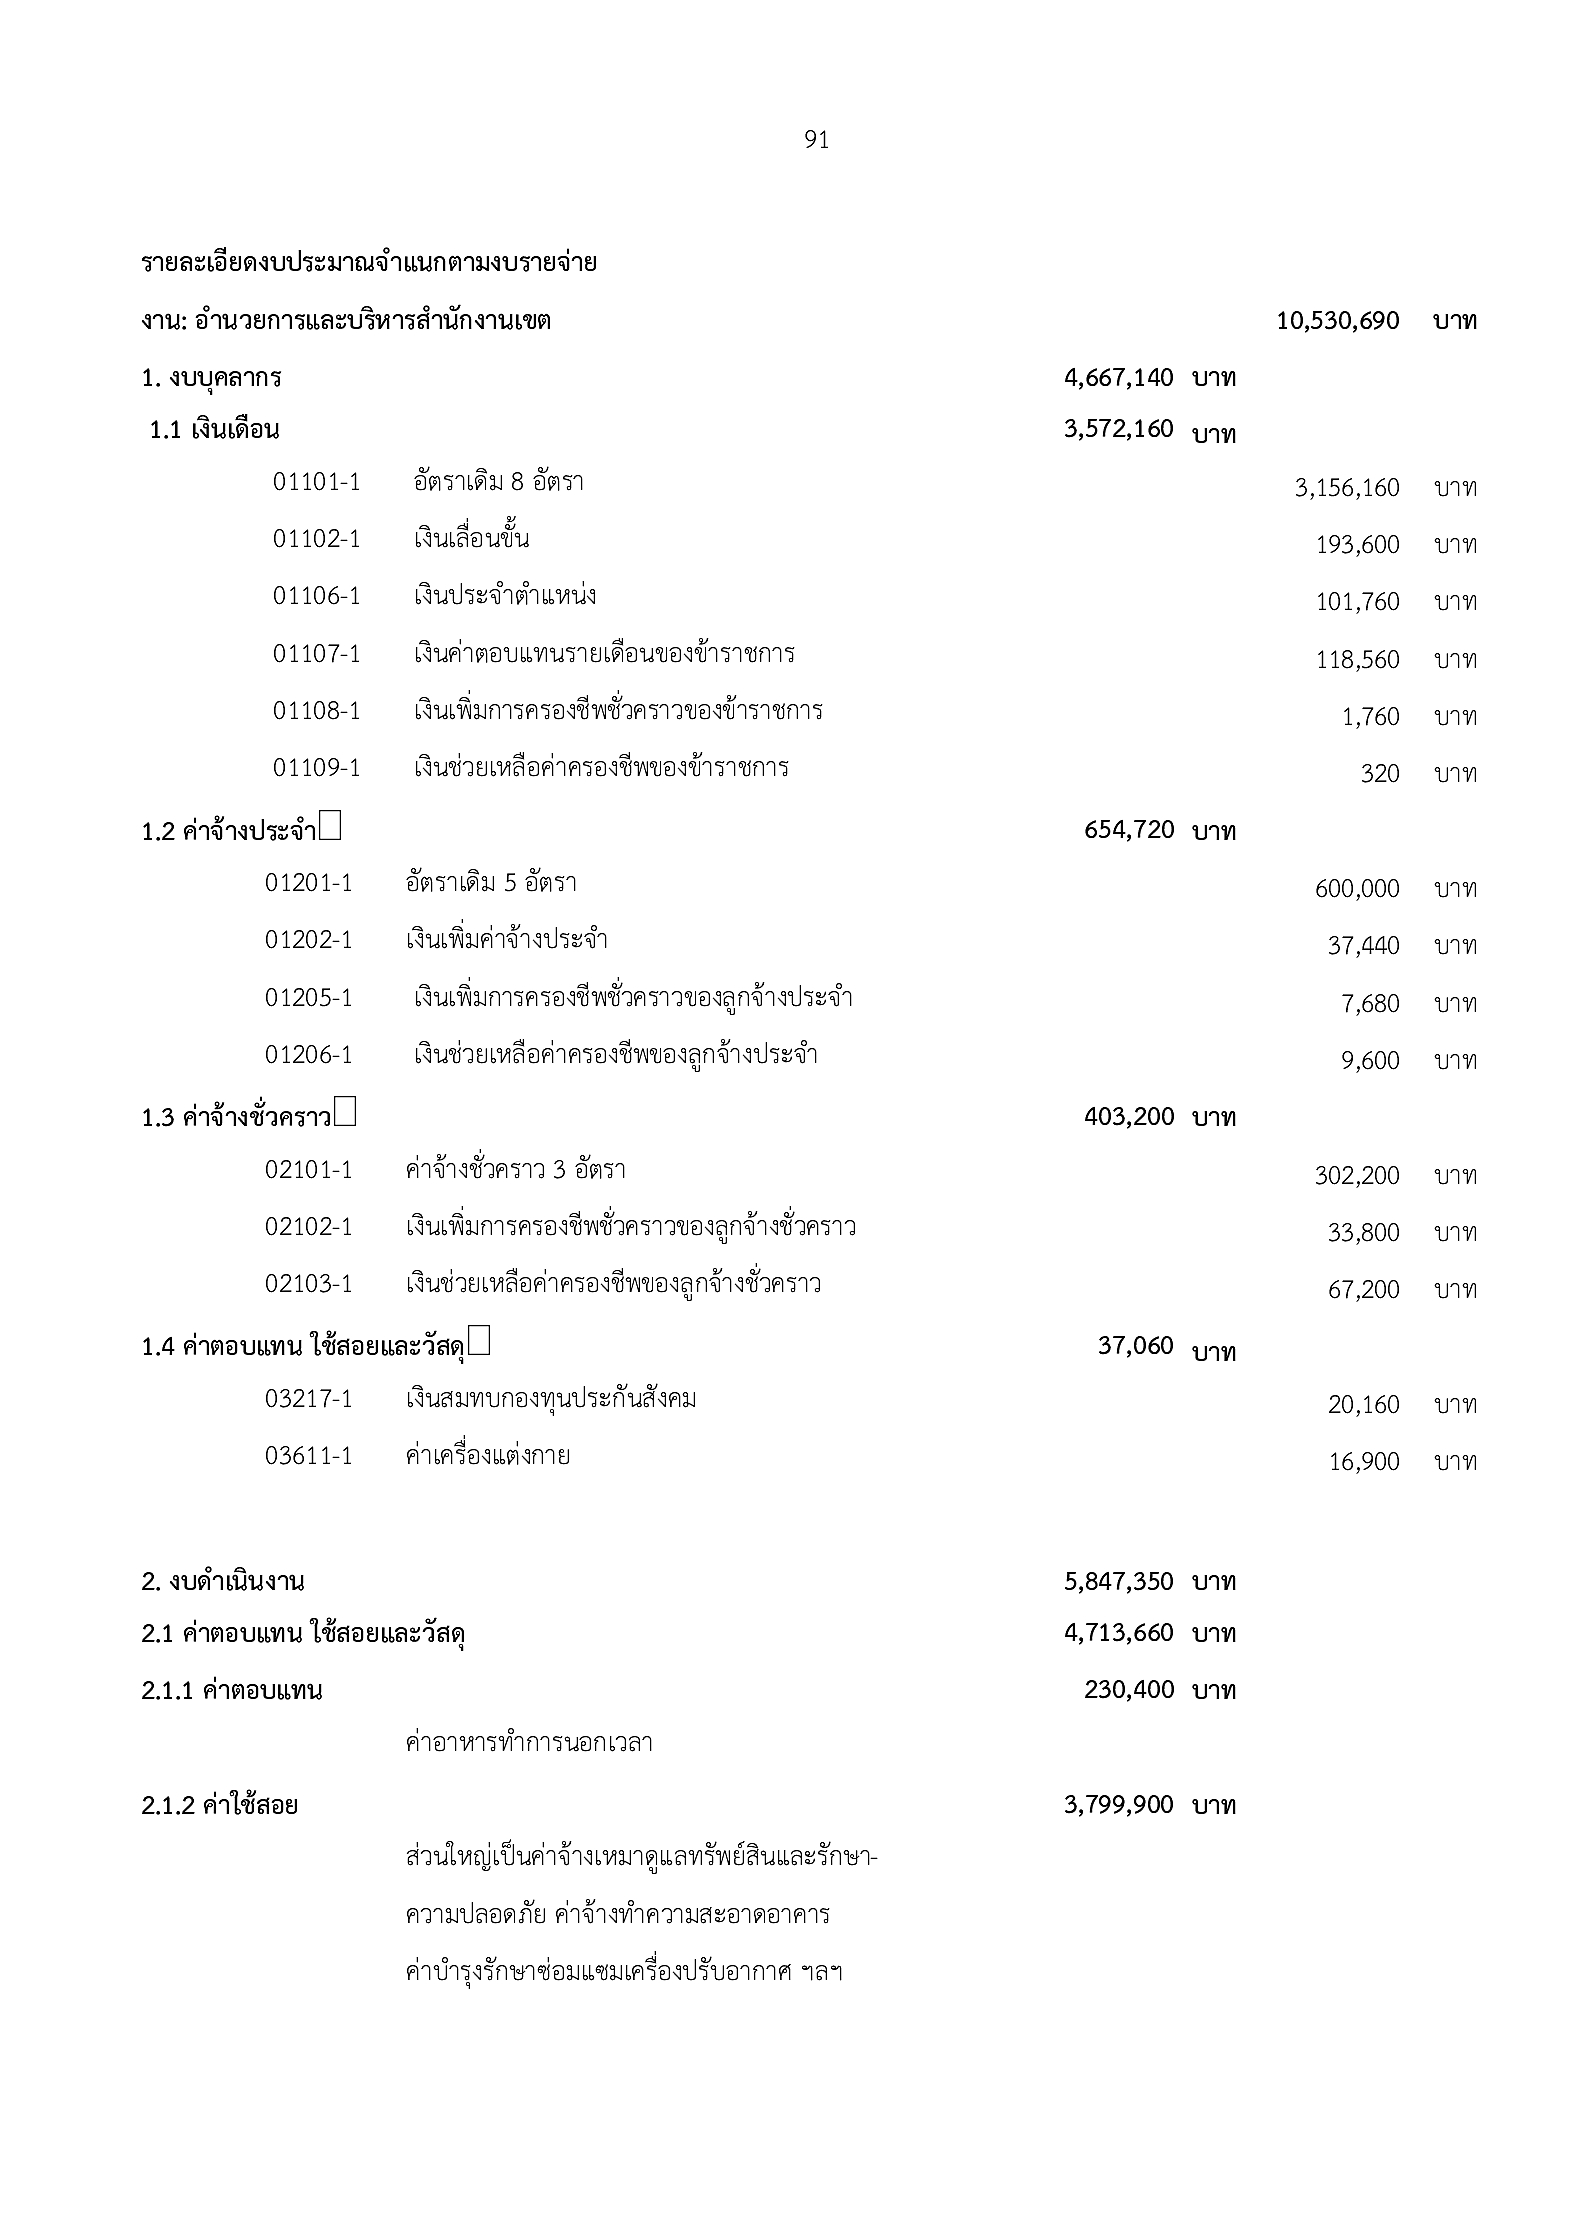 91
รายละเอียดงบประมาณจำแนกตามงบรายจ่าย
งาน: อำนวยการและบริหารสำนักงานเขต 10,530,690 บาท
1. งบบุคลากร 4,667,140 บาท
1.1 เงินเดือน 3,572,160 บาท
01101-1 อัตราเดิม 8 อัตรา 3,156,160 บาท
01102-1 เงินเลื่อนขั้น 193,600 บาท
01106-1 เงินประจำตำแหน่ง 101,760 บาท
01107-1 เงินค่าตอบแทนรายเดือนของข้าราชการ 118,560 บาท
01108-1 เงินเพิ่มการครองชีพชั่วคราวของข้าราชการ 1,760 บาท
01109-1 เงินช่วยเหลือค่าครองชีพของข้าราชการ 320 บาท
1.2 ค่าจ้างประจำ 654,720 บาท
01201-1 อัตราเดิม 5 อัตรา 600,000 บาท
01202-1 เงินเพิ่มค่าจ้างประจำ 37,440 บาท
01205-1 เงินเพิ่มการครองชีพชั่วคราวของลูกจ้างประจำ 7,680 บาท
01206-1 เงินช่วยเหลือค่าครองชีพของลูกจ้างประจำ 9,600 บาท
1.3 ค่าจ้างชั่วคราว 403,200 บาท
02101-1 ค่าจ้างชั่วคราว 3 อัตรา 302,200 บาท
02102-1 เงินเพิ่มการครองชีพชั่วคราวของลูกจ้างชั่วคราว 33,800 บาท
02103-1 เงินช่วยเหลือค่าครองชีพของลูกจ้างชั่วคราว 67,200 บาท
1.4 ค่าตอบแทน ใช้สอยและวัสดุ 37,060 บาท
03217-1 เงินสมทบกองทุนประกันสังคม 20,160 บาท
03611-1 ค่าเครื่องแต่งกาย 16,900 บาท
2. งบดำเนินงาน 5,847,350 บาท
2.1 ค่าตอบแทน ใช้สอยและวัสดุ 4,713,660 บาท
2.1.1 ค่าตอบแทน 230,400 บาท
ค่าอาหารทำการนอกเวลา
2.1.2 ค่าใช้สอย 3,799,900 บาท
ส่วนใหญ่เป็นค่าจ้างเหมาดูแลทรัพย์สินและรักษา-
ความปลอดภัย ค่าจ้างทำความสะอาดอาคาร
ค่าบำรุงรักษาซ่อมแซมเครื่องปรับอากาศ ฯลฯ